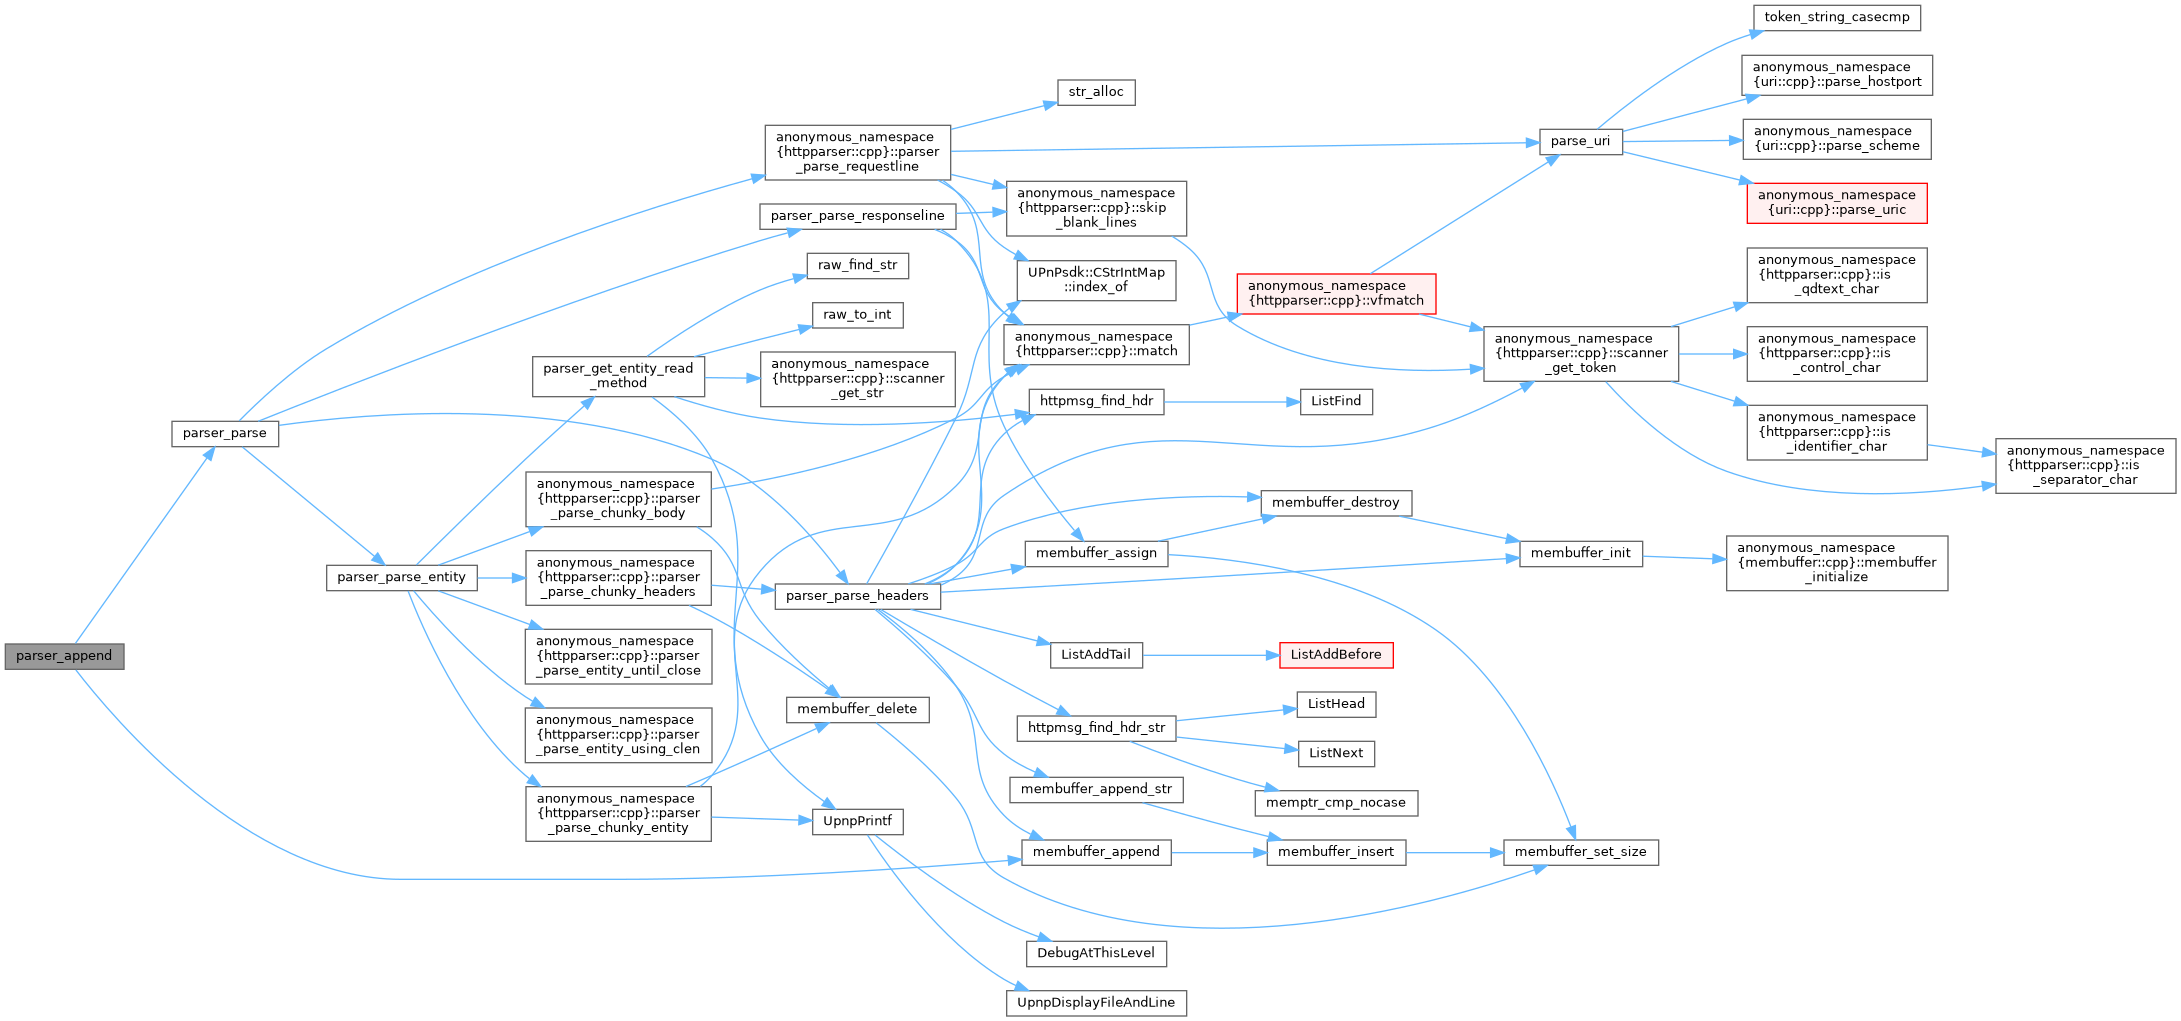 parser_append
parser_parse
parser_parse_entity
parser_get_entity_read
_method
anonymous_namespace
{httpparser::cpp}::parser
_parse_chunky_body
anonymous_namespace
{httpparser::cpp}::parser
_parse_chunky_headers
anonymous_namespace
{httpparser::cpp}::parser
_parse_entity_until_close
anonymous_namespace
{httpparser::cpp}::parser
_parse_entity_using_clen
anonymous_namespace
{httpparser::cpp}::parser
_parse_chunky_entity
anonymous_namespace
{httpparser::cpp}::parser
_parse_requestline
parser_parse_responseline
raw_find_str
raw_to_int
anonymous_namespace
{httpparser::cpp}::scanner
_get_str
parser_parse_headers
membuffer_delete
UpnpPrintf
str_alloc
anonymous_namespace
{httpparser::cpp}::skip
_blank_lines
UPnPsdk::CStrIntMap
::index_of
anonymous_namespace
{httpparser::cpp}::match
httpmsg_find_hdr
membuffer_assign
ListAddTail
httpmsg_find_hdr_str
membuffer_append_str
membuffer_append
DebugAtThisLevel
UpnpDisplayFileAndLine
anonymous_namespace
{httpparser::cpp}::vfmatch
ListFind
membuffer_destroy
ListAddBefore
ListHead
ListNext
memptr_cmp_nocase
membuffer_insert
parse_uri
anonymous_namespace
{httpparser::cpp}::scanner
_get_token
membuffer_init
membuffer_set_size
token_string_casecmp
anonymous_namespace
{uri::cpp}::parse_hostport
anonymous_namespace
{uri::cpp}::parse_scheme
anonymous_namespace
{uri::cpp}::parse_uric
anonymous_namespace
{httpparser::cpp}::is
_qdtext_char
anonymous_namespace
{httpparser::cpp}::is
_control_char
anonymous_namespace
{httpparser::cpp}::is
_identifier_char
anonymous_namespace
{membuffer::cpp}::membuffer
_initialize
anonymous_namespace
{httpparser::cpp}::is
_separator_char